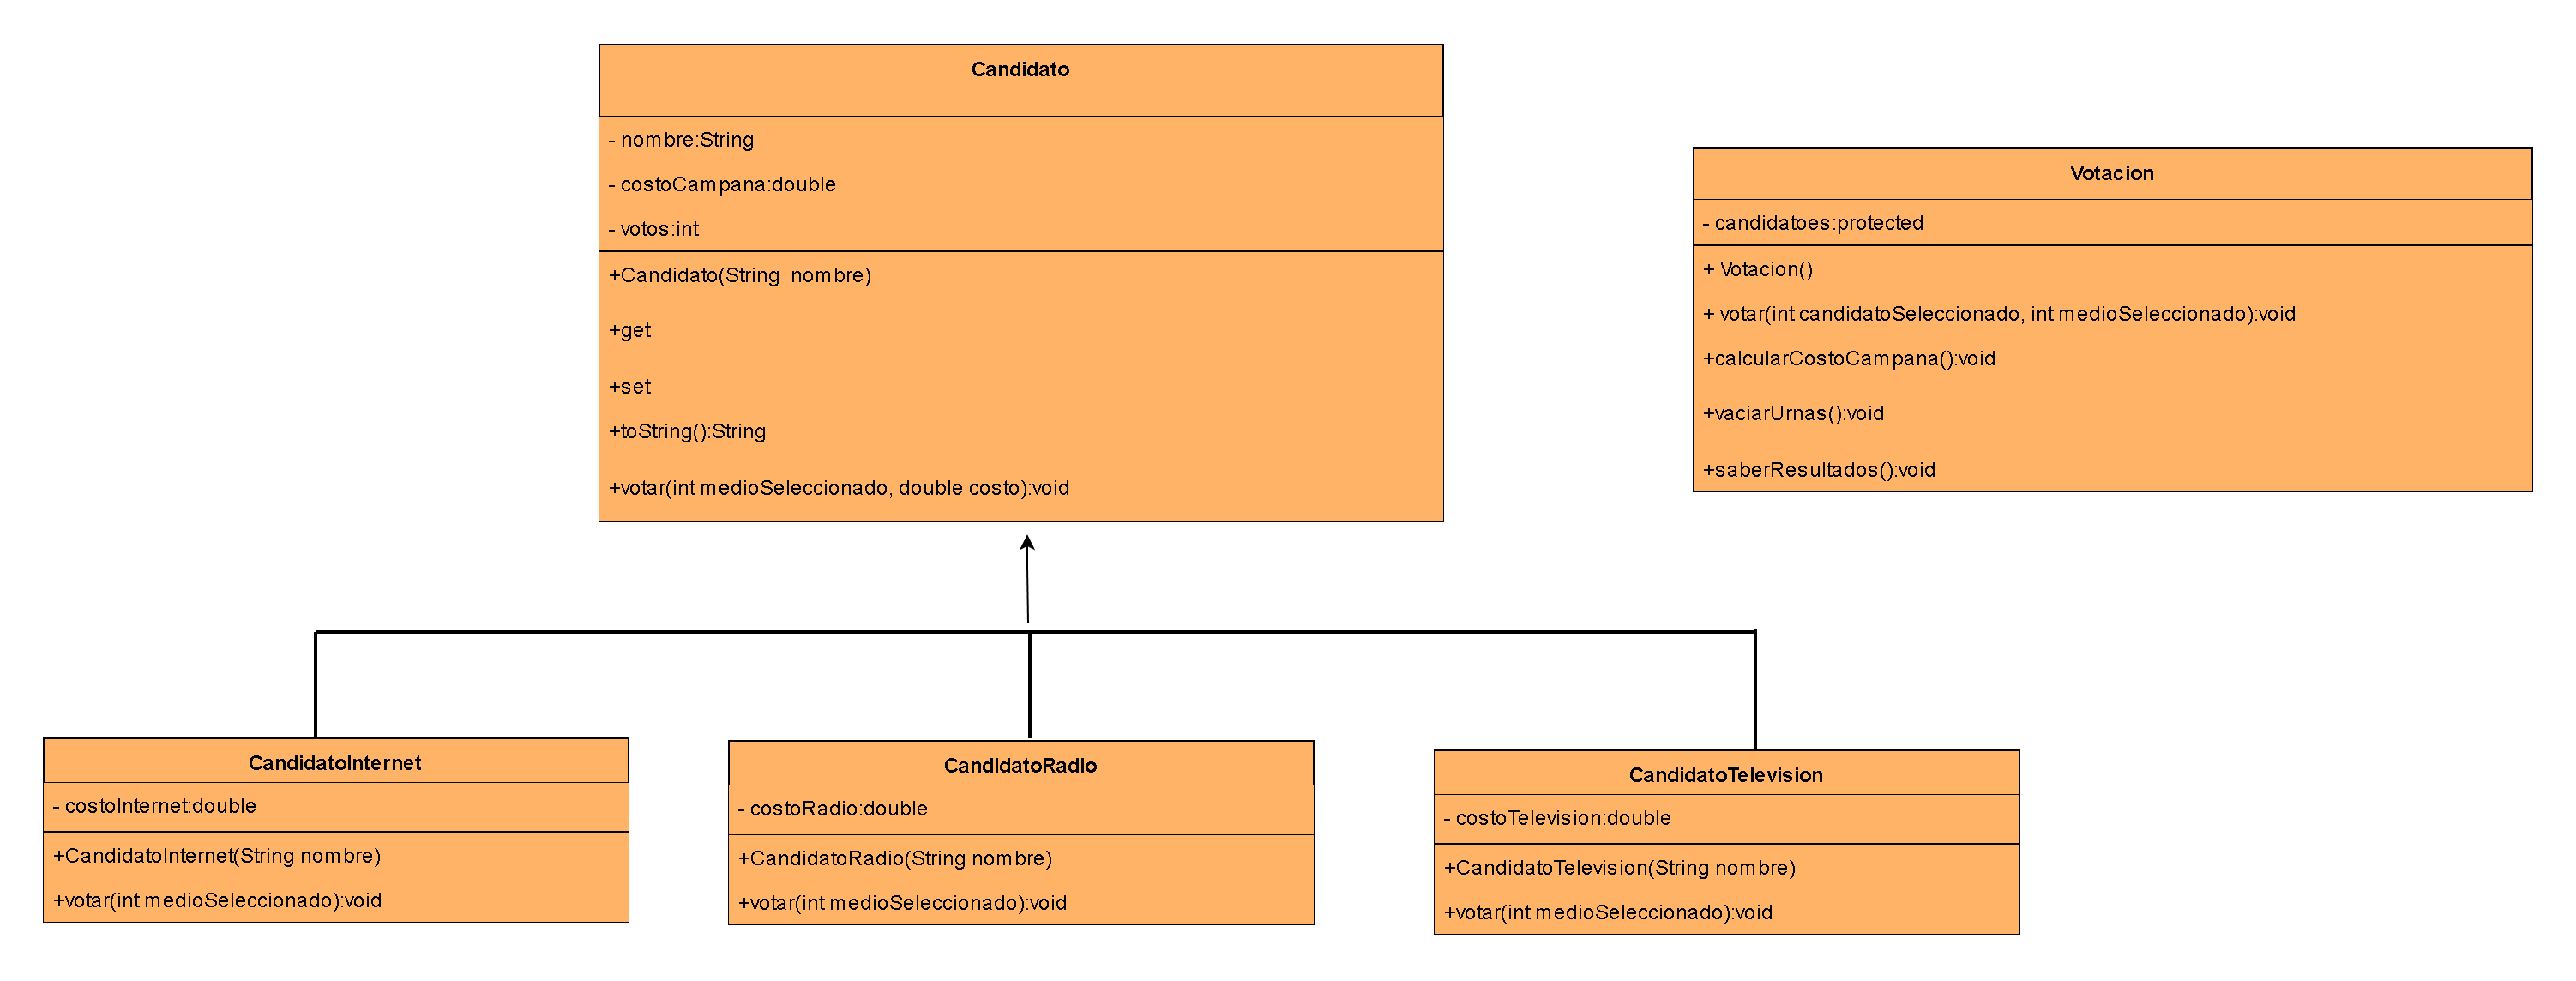 Candidato
- nombre:String
- costoCampana:double
- votos:int
+Candidato(String  nombre)
+get
+set
+toString():String
+votar(int medioSeleccionado, double costo):void
Votacion
- candidatoes:protected
+ Votacion()
+ votar(int candidatoSeleccionado, int medioSeleccionado):void
+calcularCostoCampana():void
+vaciarUrnas():void
+saberResultados():void
CandidatoInternet
- costoInternet:double
+CandidatoInternet(String nombre)
+votar(int medioSeleccionado):void
CandidatoRadio
- costoRadio:double
+CandidatoRadio(String nombre)
+votar(int medioSeleccionado):void
CandidatoTelevision
- costoTelevision:double
+CandidatoTelevision(String nombre)
+votar(int medioSeleccionado):void